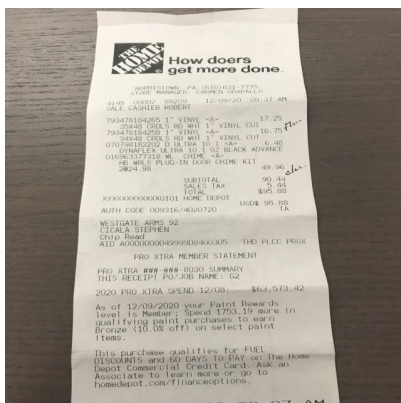 THE HOME DEPOT
How doers
get more done.
NORRISTOWN, PA (610)631-7775
STORE MANAGER, CARMEN ODAPALLO
4149 00002 89209 12/09/20 09:37 AM
SALE CASHIER ROBERT
793478184265 1" VINYL <A> 17.25
35X48 CRDLS RD WHT 1" VINYL CUT
793478184258 1" VINYL <A> 16.75
34X48 CRDLS RD WHT 1" VINYL CUT
070798182202 D ULTRA 10.1 <A> 6.48
DYNAFLEX ULTRA 10.1 OZ BLACK ADVANCE
016963377318 WL CHIME <A>
HB WRLS PLUG-IN DOOR CHIME KIT
2@24.98 49.96
SUBTOTAL 90.44
SALES TAX 5.44
TOTAL $95.88
XXXXXXXXXXXX0101 HOME DEPOT
USD$ 95.88
AUTH CODE 009316/4020720 TA
WESTGATE ARMS 92
CICALA STEPHEN
Chip Read
AID A0000000049999D8400305 THD PLCC PROX
PRO XTRA MEMBER STATEMENT
PRO XTRA ###-###-8030 SUMMARY
THIS RECEIPT PO/JOB NAME: G2
2020 PRO XTRA SPEND 12/08: $63,573.42
As of 12/09/2020 your Paint Rewards
level is Member; Spend 1753.19 more in
qualifying paint purchases to earn
Bronze (10.0% off) on select paint
items.
This purchase qualifies for FUEL
DISCOUNTS and 60 DAYS TO PAY on The Home
Depot Commercial Credit Card. Ask an
Associate to learn more or go to
homedepot.com/financeoptions.